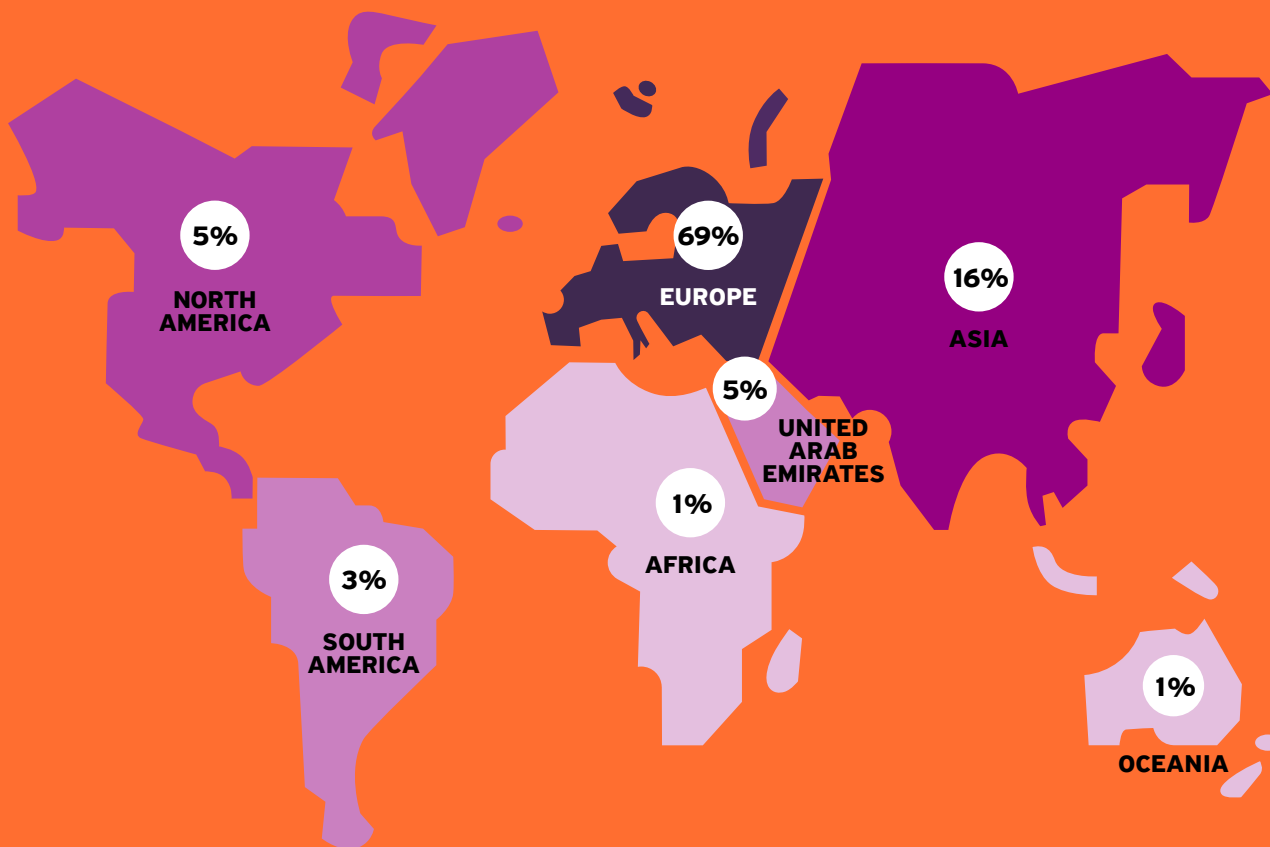 5%
NORTH
AMERICA
69%
EUROPE
16%
ASIA
5%
UNITED
ARAB
EMIRATES
1%
AFRICA
3%
SOUTH
AMERICA
1%
OCEANIA